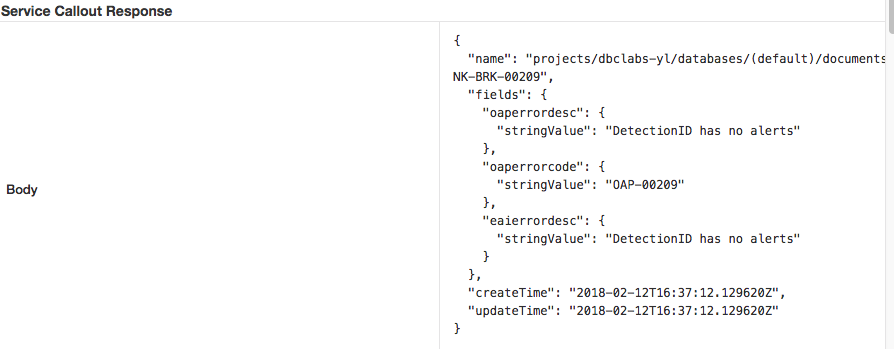 Service Callout Response
Body
{
"name": "projects/dbclabs-yl/databases/(default)/documents
NK-BRK-00209",
"fields": {
"oaperrordesc": {
"stringValue": "DetectionID has no alerts"
},
"oaperrorcode": {
"stringValue": "OAP-00209"
},
"eaierrordesc": {
"stringValue": "DetectionID has no alerts"
}
},
"createTime": "2018-02-12T16:37:12.129620Z",
"updateTime": "2018-02-12T16:37:12.129620Z"
}